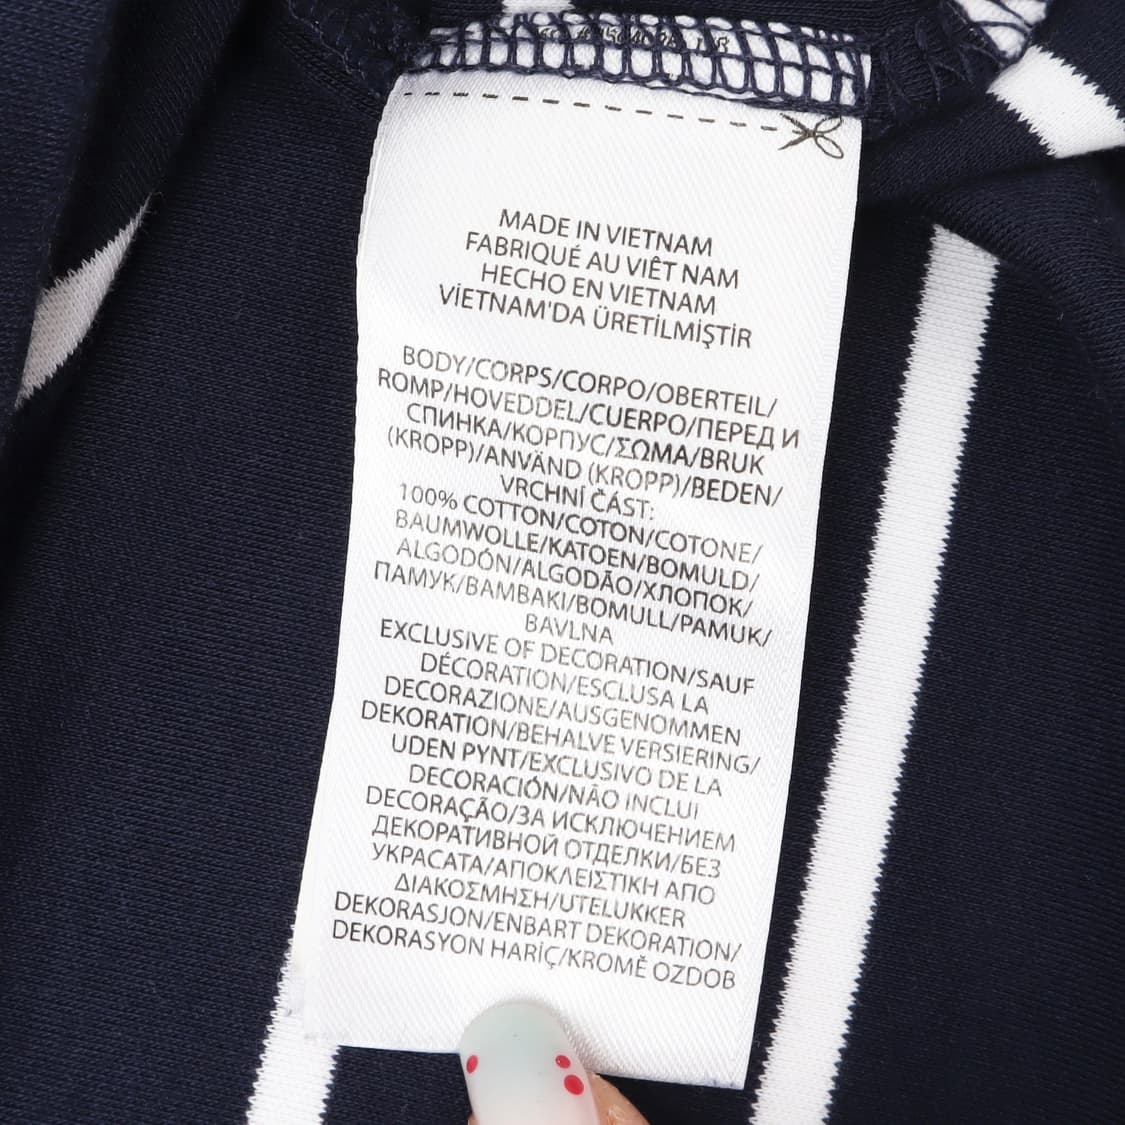 MADE IN VIETNAM
FABRIQUÉ AU VIÊT NAM
HECHO EN VIETNAM
VİETNAM'DA ÜRETİLMİŞTİR
BODY/CORPS/CORPO/OBERTEIL/
ROMP/HOVEDDEL/CUERPO/ПЕРЕД И
СПИНКА/КОРПУС/ΣΩΜΑ/BRUK
(KROPP)/ANVÄND (KROPP)/BEDEN/
VRCHNÍ ČÁST:
100% COTTON/COTON/COTONE/
BAUMWOLLE/KATOEN/BOMULD/
ALGODÓN/ALGODÃO/ХЛОПОК/
ПАМУК/ΒΑΜΒΑΚΙ/BOMULL/PAMUK/
BAVLNA
EXCLUSIVE OF DECORATION/SAUF
DÉCORATION/ESCLUSA LA
DECORAZIONE/AUSGENOMMEN
DEKORATION/BEHALVE VERSIERING/
UDEN PYNT/EXCLUSIVO DE LA
DECORACIÓN/NÃO INCLUI
DECORAÇÃO/ЗА ИСКЛЮЧЕНИЕМ
ДЕКОРАТИВНОЙ ОТДЕЛКИ/БЕЗ
УКРАСАТА/ΑΠΟΚΛΕΙΣΤΙΚΗ ΑΠΟ
ΔΙΑΚΟΣΜΗΣΗ/UTELUKKER
DEKORASJON/ENBART DEKORATION/
DEKORASYON HARİÇ/KROMĚ OZDOB